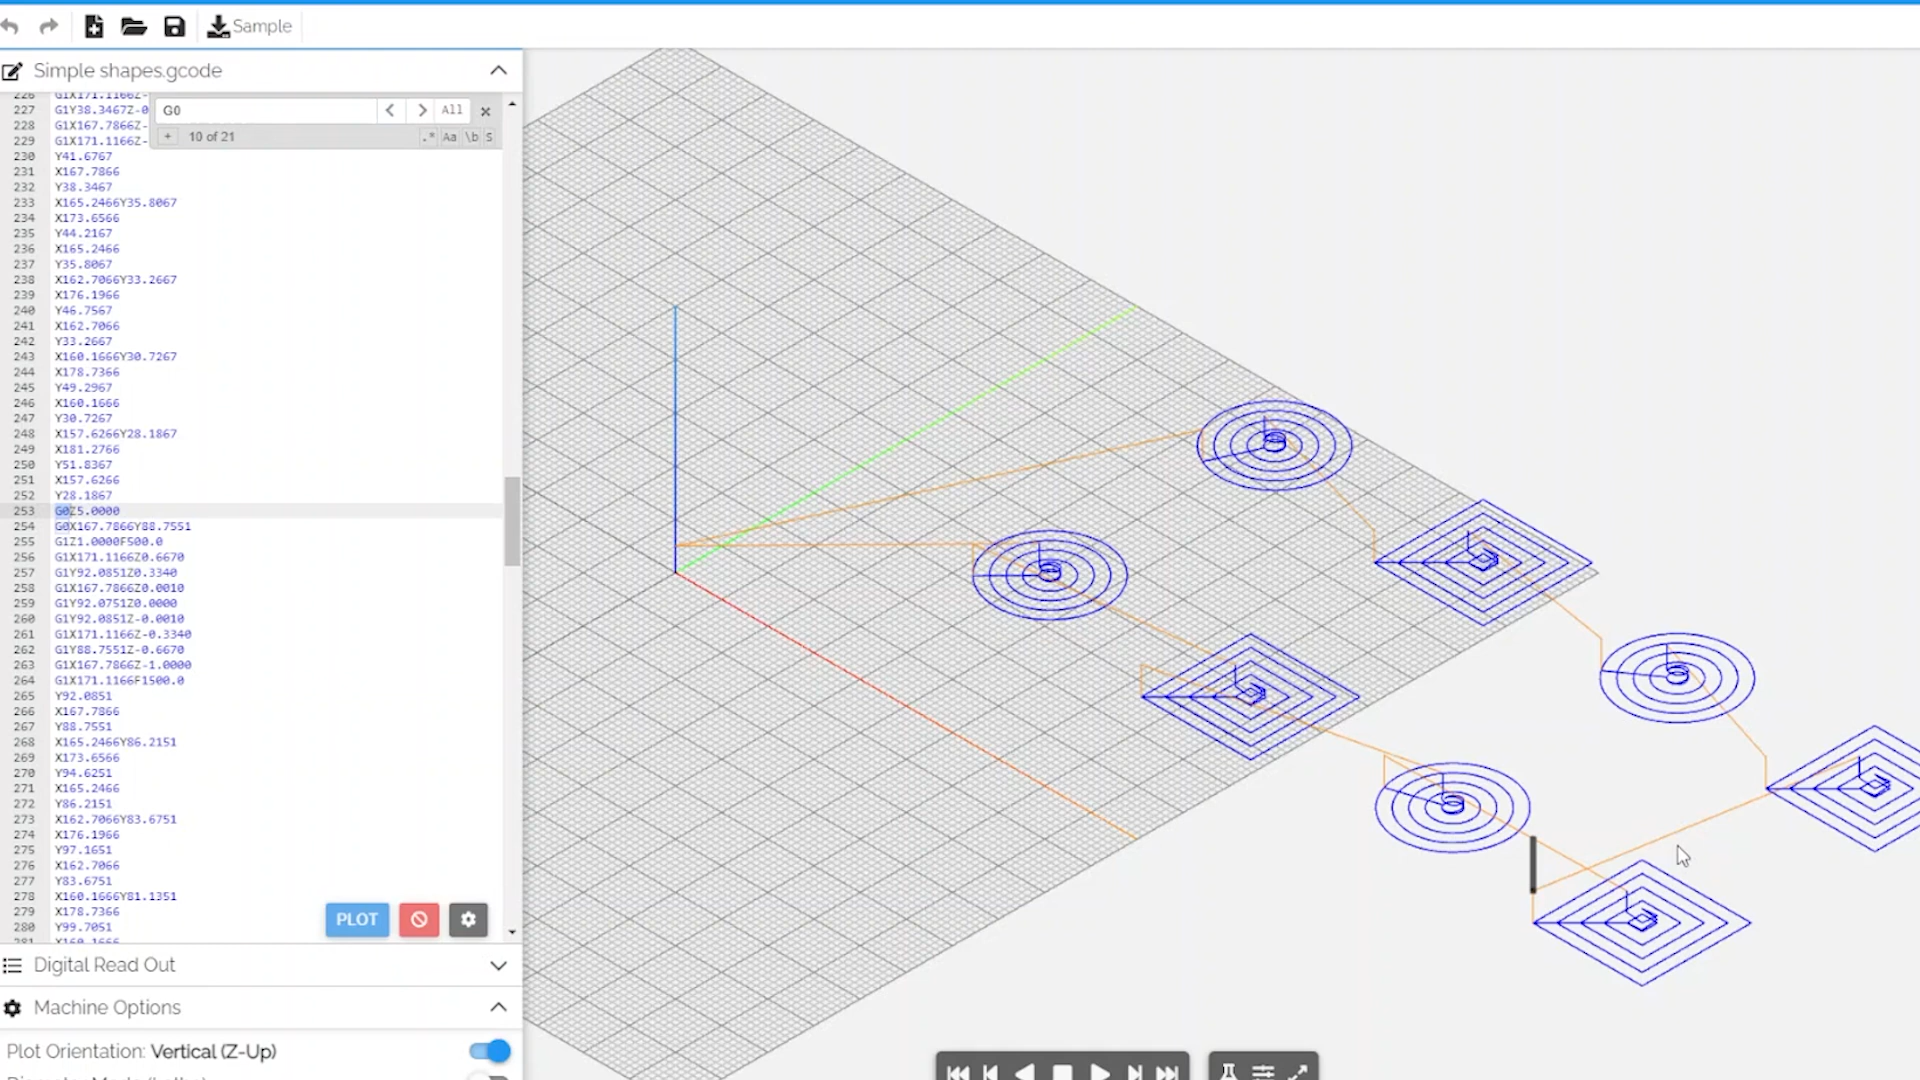 Sample
Simple shapes.gcode
G0
All
10 of 21
.* Aa \b S
227 G1Y38.3467Z-0
228 G1X167.7866Z-
229 G1X171.1166Z-
230 Y41.6767
231 X167.7866
232 Y38.3467
233 X165.2466Y35.8067
234 X173.6566
235 Y44.2167
236 X165.2466
237 Y35.8067
238 X162.7066Y33.2667
239 X176.1966
240 Y46.7567
241 X162.7066
242 Y33.2667
243 X160.1666Y30.7267
244 X178.7366
245 Y49.2967
246 X160.1666
247 Y30.7267
248 X157.6266Y28.1867
249 X181.2766
250 Y51.8367
251 X157.6266
252 Y28.1867
253 G0Z5.0000
254 G0X167.7866Y88.7551
255 G1Z1.0000F500.0
256 G1X171.1166Z0.6670
257 G1Y92.0851Z0.3340
258 G1X167.7866Z0.0010
259 G1Y92.0751Z0.0000
260 G1Y92.0851Z-0.0010
261 G1X171.1166Z-0.3340
262 G1Y88.7551Z-0.6670
263 G1X167.7866Z-1.0000
264 G1X171.1166F1500.0
265 Y92.0851
266 X167.7866
267 Y88.7551
268 X165.2466Y86.2151
269 X173.6566
270 Y94.6251
271 X165.2466
272 Y86.2151
273 X162.7066Y83.6751
274 X176.1966
275 Y97.1651
276 X162.7066
277 Y83.6751
278 X160.1666Y81.1351
279 X178.7366
280 Y99.7051
PLOT
Digital Read Out
Machine Options
Plot Orientation: Vertical (Z-Up)